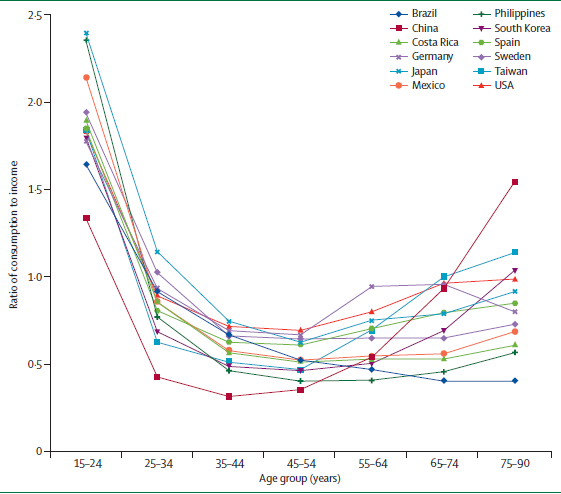 2·5
2·0
1·5
1·0
0·5
0
Ratio of consumption to income
Brazil
China
Costa Rica
Germany
Japan
Mexico
Philippines
South Korea
Spain
Sweden
Taiwan
USA
15–24
25–34
35–44
45–54
55–64
65–74
75–90
Age group (years)